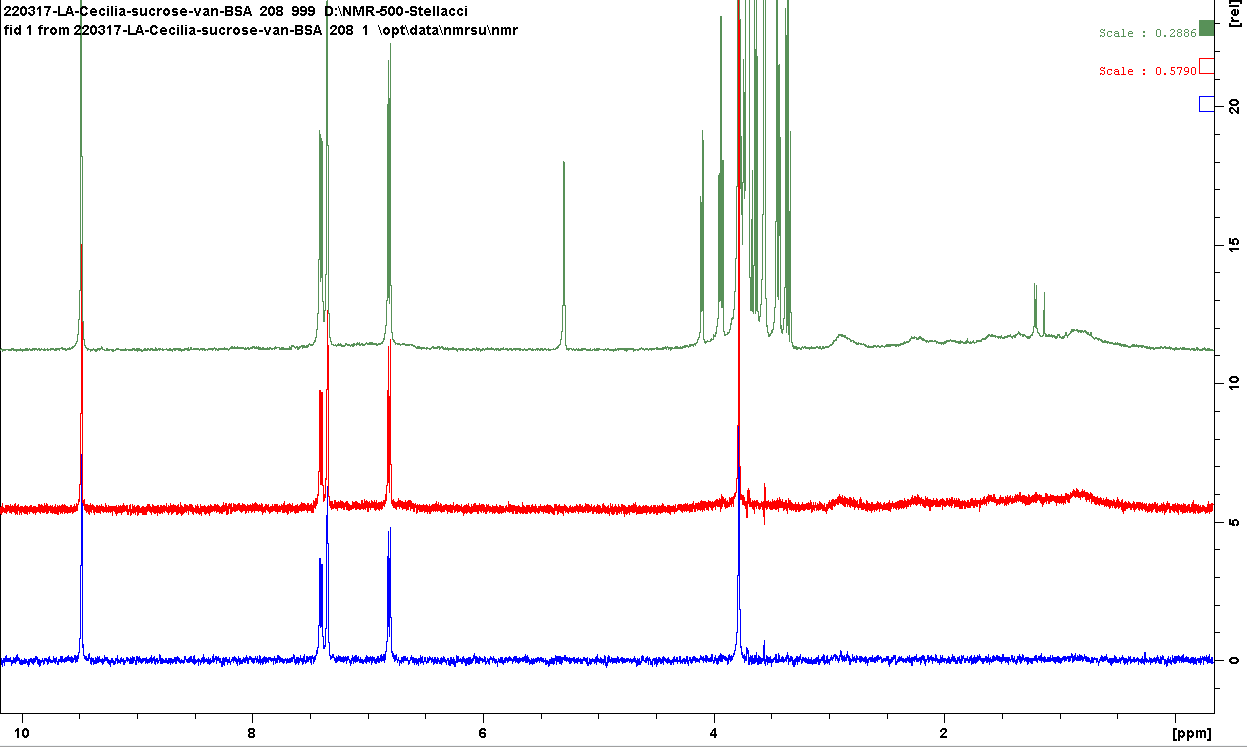 220317-LA-Cecilia-sucrose-van-BSA 208 999 D:\NMR-500-Stellacci
fid 1 from 220317-LA-Cecilia-sucrose-van-BSA 208 1 \opt\data\nmrsu\nmr
Scale : 0.2886
Scale : 0.5790
[rel]
20
15
10
5
0
10 8 6 4 2 [ppm]